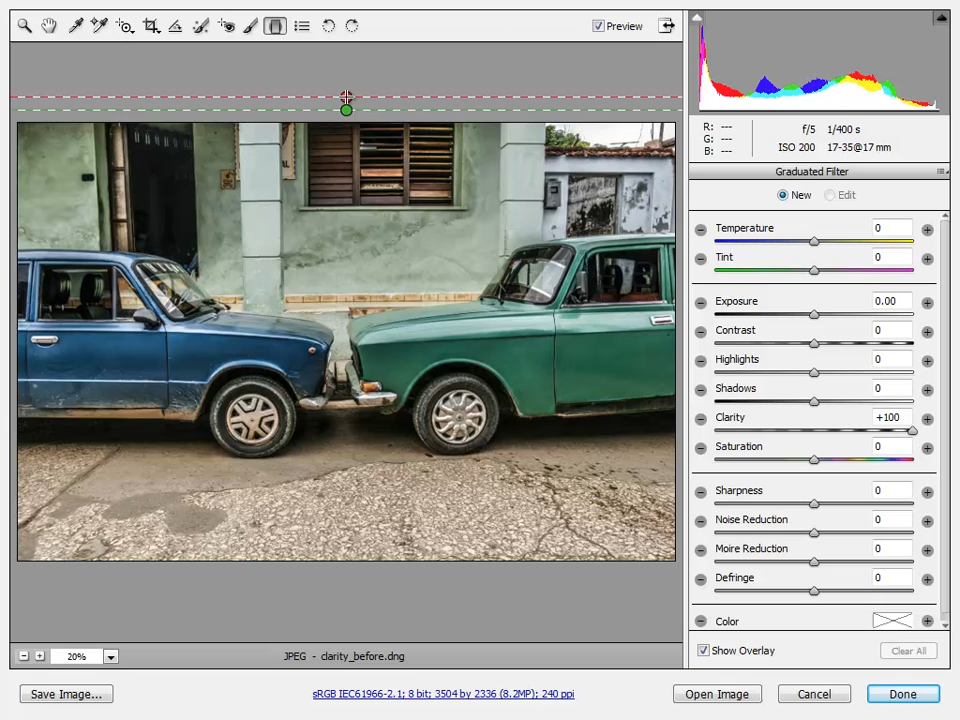 Preview
R: ---
G: ---
B: ---
f/5 1/400 s
ISO 200 17-35@17 mm
Graduated Filter
New Edit
Temperature 0
Tint 0
Exposure 0.00
Contrast 0
Highlights 0
Shadows 0
Clarity +100
Saturation 0
Sharpness 0
Noise Reduction 0
Moire Reduction 0
Defringe 0
Color
Show Overlay Clear All
20% JPEG - clarity_before.dng
Save Image... sRGB IEC61966-2.1; 8 bit; 3504 by 2336 (8.2MP); 240 ppi Open Image Cancel Done